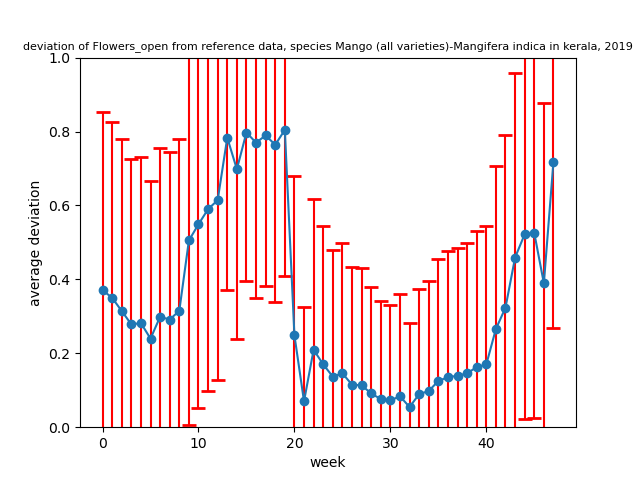 deviation of Flowers_open from reference data, species Mango (all varieties)-Mangifera indica in kerala, 2019
1.0
0.8
0.6
0.4
0.2
0.0
average deviation
0 10 20 30 40
week